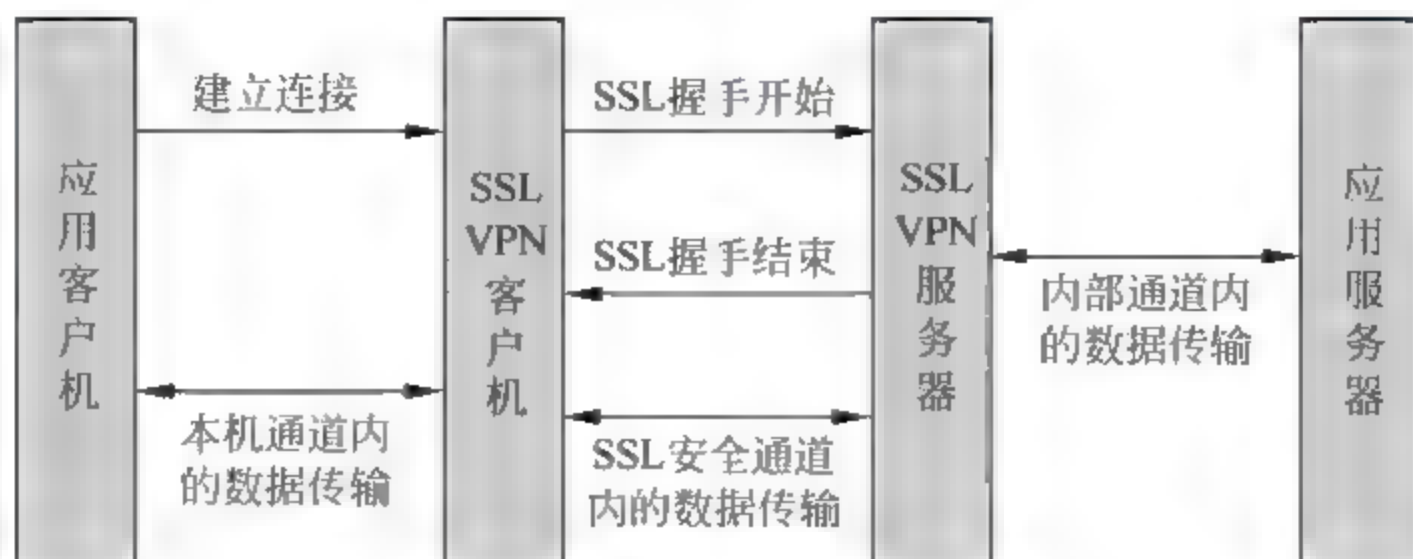 建立连接
SSL握手开始
应用客户机
SSL
VPN
客户机
SSL
VPN
服务器
应用服务器
SSL握手结束
内部通道内
的数据传输
本机通道内
的数据传输
SSL安全通道
内的数据传输